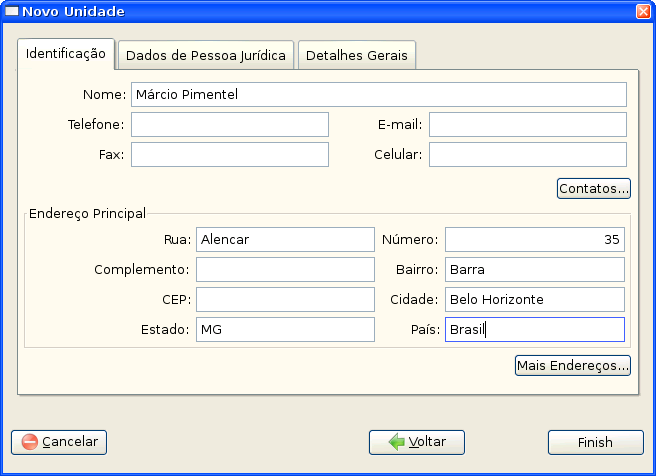 Novo Unidade
Identificação Dados de Pessoa Jurídica Detalhes Gerais
Nome: Márcio Pimentel
Telefone: E-mail:
Fax: Celular:
Contatos...
Endereço Principal
Rua: Alencar Número: 35
Complemento: Bairro: Barra
CEP: Cidade: Belo Horizonte
Estado: MG País: Brasil
Mais Endereços...
Cancelar Voltar Finish